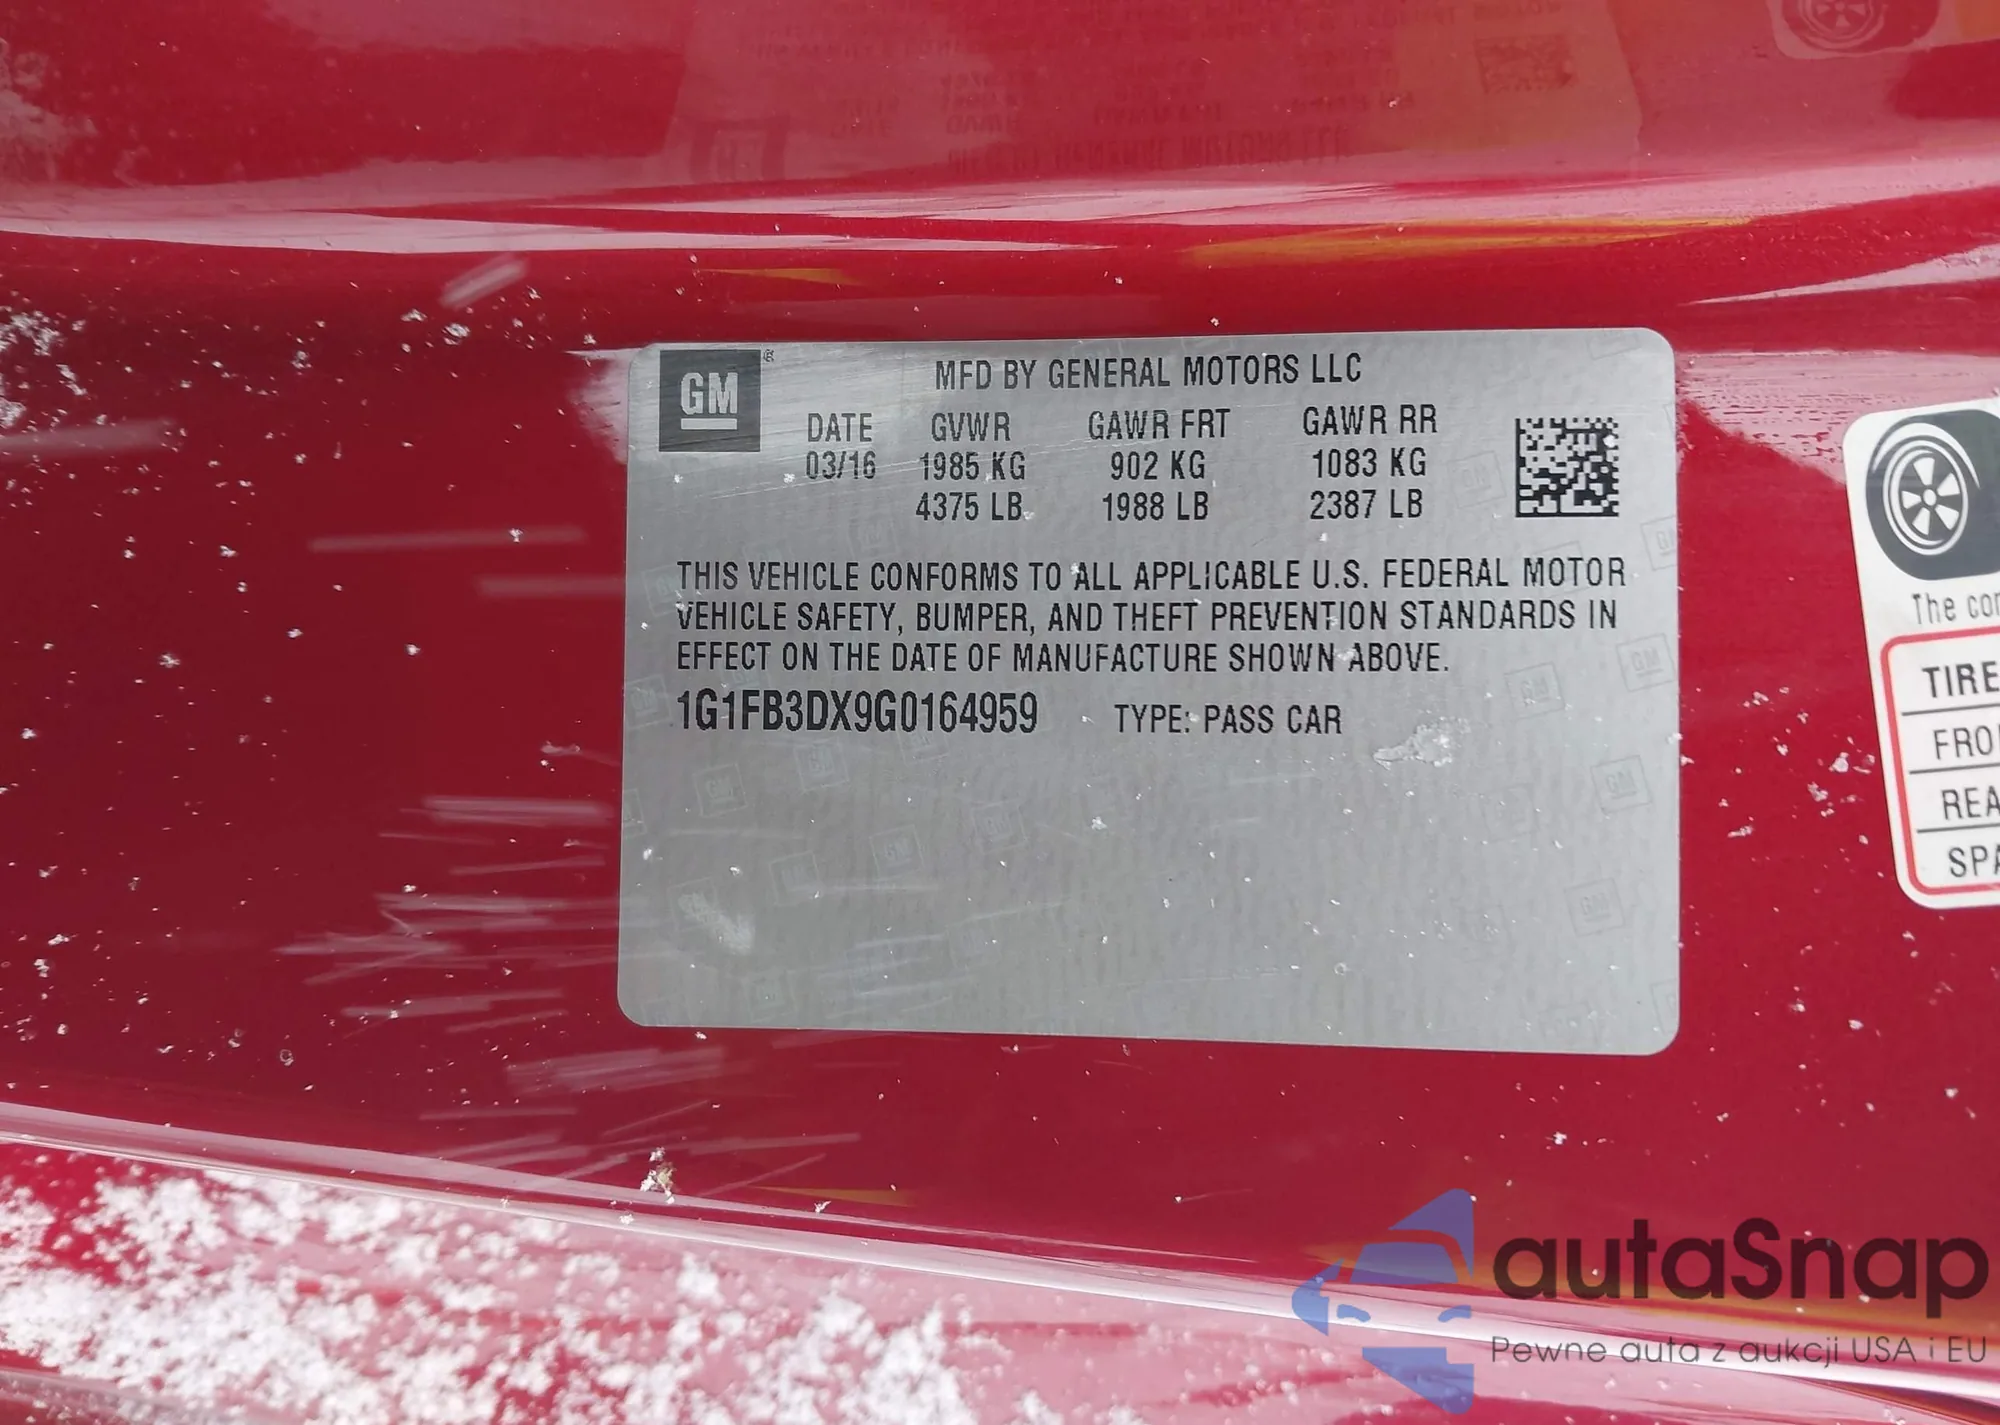 GM ®
MFD BY GENERAL MOTORS LLC
DATE GVWR GAWR FRT GAWR RR
03/16 1985 KG 902 KG 1083 KG
4375 LB 1988 LB 2387 LB
THIS VEHICLE CONFORMS TO ALL APPLICABLE U.S. FEDERAL MOTOR
VEHICLE SAFETY, BUMPER, AND THEFT PREVENTION STANDARDS IN
EFFECT ON THE DATE OF MANUFACTURE SHOWN ABOVE.
1G1FB3DX9G0164959 TYPE: PASS CAR
The
TIRE
autaSnap
Pewne auta z aukcji USA i EU